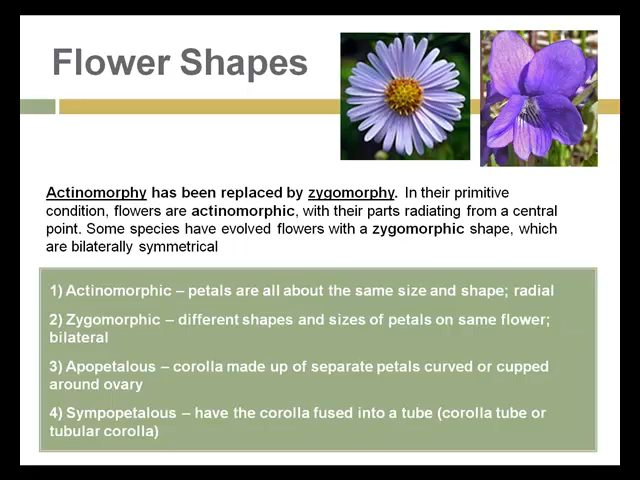 Flower Shapes
Actinomorphy has been replaced by zygomorphy. In their primitive
condition, flowers are actinomorphic, with their parts radiating from a central
point. Some species have evolved flowers with a zygomorphic shape, which
are bilaterally symmetrical
1) Actinomorphic – petals are all about the same size and shape; radial
2) Zygomorphic – different shapes and sizes of petals on same flower;
bilateral
3) Apopetalous – corolla made up of separate petals curved or cupped
around ovary
4) Sympopetalous – have the corolla fused into a tube (corolla tube or
tubular corolla)